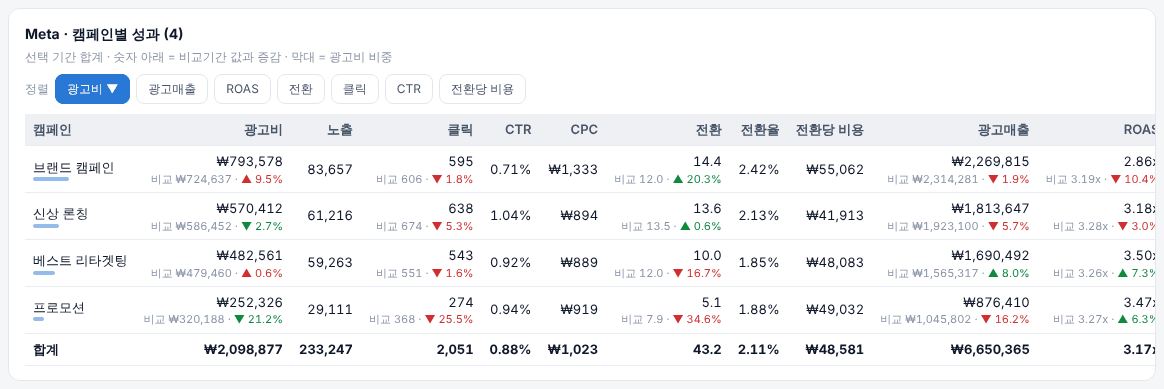 Meta · 캠페인별 성과 (4)
선택 기간 합계 · 숫자 아래 = 비교기간 값과 증감 · 막대 = 광고비 비중
정렬 광고비 ▼ 광고매출 ROAS 전환 클릭 CTR 전환당 비용
캠페인 광고비 노출 클릭 CTR CPC 전환 전환율 전환당 비용 광고매출 ROAS
브랜드 캠페인 ₩793,578 83,657 595 0.71% ₩1,333 14.4 2.42% ₩55,062 ₩2,269,815 2.86x
비교 ₩724,637 · ▲ 9.5% 비교 606 · ▼ 1.8% 비교 12.0 · ▲ 20.3% 비교 ₩2,314,281 · ▼ 1.9% 비교 3.19x · ▼ 10.4%
신상 론칭 ₩570,412 61,216 638 1.04% ₩894 13.6 2.13% ₩41,913 ₩1,813,647 3.18x
비교 ₩586,452 · ▼ 2.7% 비교 674 · ▼ 5.3% 비교 13.5 · ▲ 0.6% 비교 ₩1,923,100 · ▼ 5.7% 비교 3.28x · ▼ 3.0%
베스트 리타겟팅 ₩482,561 59,263 543 0.92% ₩889 10.0 1.85% ₩48,083 ₩1,690,492 3.50x
비교 ₩479,460 · ▲ 0.6% 비교 551 · ▼ 1.6% 비교 12.0 · ▼ 16.7% 비교 ₩1,565,317 · ▲ 8.0% 비교 3.26x · ▲ 7.3%
프로모션 ₩252,326 29,111 274 0.94% ₩919 5.1 1.88% ₩49,032 ₩876,410 3.47x
비교 ₩320,188 · ▼ 21.2% 비교 368 · ▼ 25.5% 비교 7.9 · ▼ 34.6% 비교 ₩1,045,802 · ▼ 16.2% 비교 3.27x · ▲ 6.3%
합계 ₩2,098,877 233,247 2,051 0.88% ₩1,023 43.2 2.11% ₩48,581 ₩6,650,365 3.17x